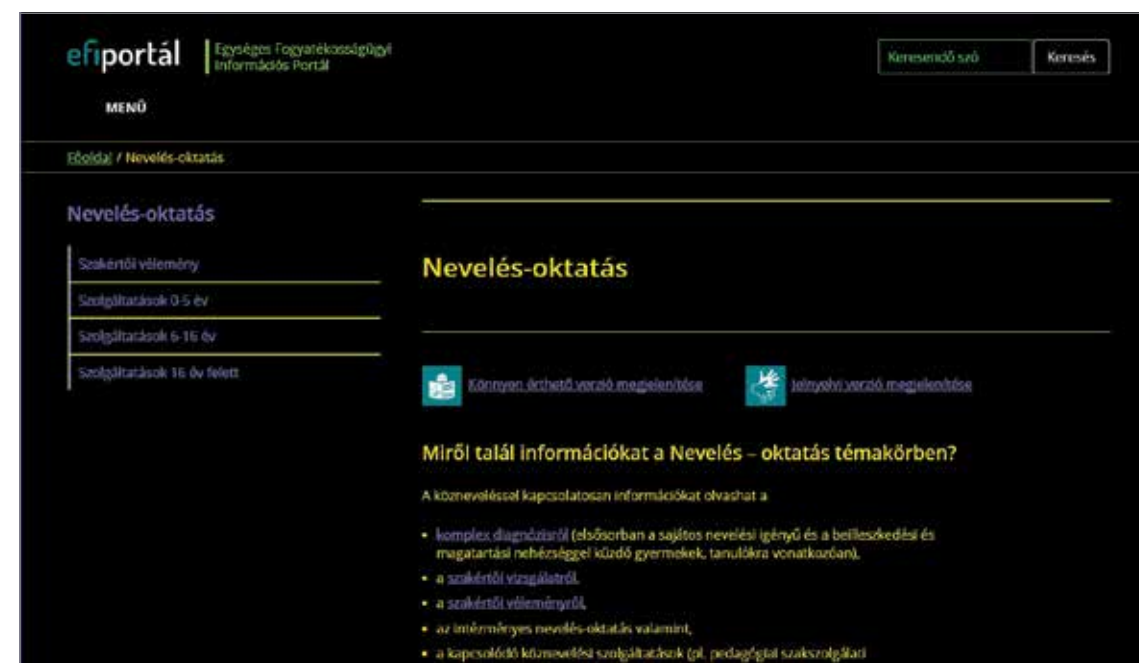 efiportál
Egységes Fogyatékosságügyi
Információs Portál
Keresendő szó
Keresés
MENÜ
Főoldal / Nevelés-oktatás
Nevelés-oktatás
Szakértői vélemény
Szolgáltatások 0-5 év
Szolgáltatások 6-16 év
Szolgáltatások 16 év felett
Nevelés-oktatás
Könnyen érthető verzió megjelenítése
Jelnyelvi verzió megjelenítése
Miről talál információkat a Nevelés – oktatás témakörben?
A közneveléssel kapcsolatosan információkat olvashat a
• komplex diagnózisról (elsősorban a sajátos nevelési igényű és a beilleszkedési és
magatartási nehézséggel küzdő gyermekek, tanulókra vonatkozóan),
• a szakértői vizsgálatról,
• a szakértői véleményről,
• az intézményes nevelés-oktatás valamint,
• a kapcsolódó köznevelési szolgáltatások (pl. pedagógiai szakszolgálati